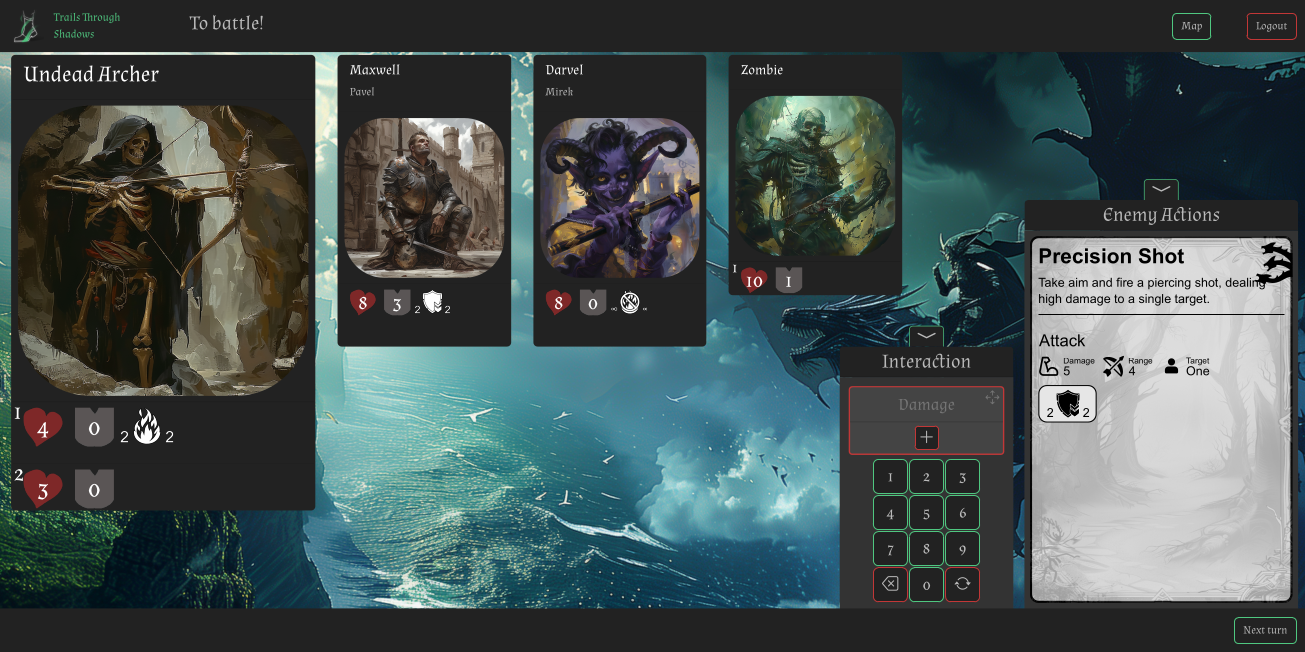 Trails Through
Shadows
To battle!
Map
Logout
Undead Archer
1
4
0
2
2
2
3
0
Maxwell
Pavel
8
3
2
2
Darvel
Mirek
8
0
∞
∞
Zombie
1
10
1
Interaction
Damage
+
1 2 3
4 5 6
7 8 9
0
Enemy Actions
Precision Shot
Take aim and fire a piercing shot, dealing
high damage to a single target.
Attack
Damage Range Target
5 4 One
2 2
Next turn